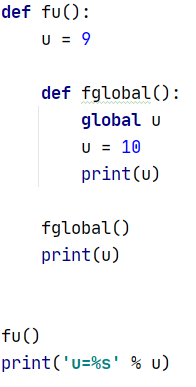 def fu():
    u = 9

    def fglobal():
        global u
        u = 10
        print(u)

    fglobal()
    print(u)


fu()
print('u=%s' % u)